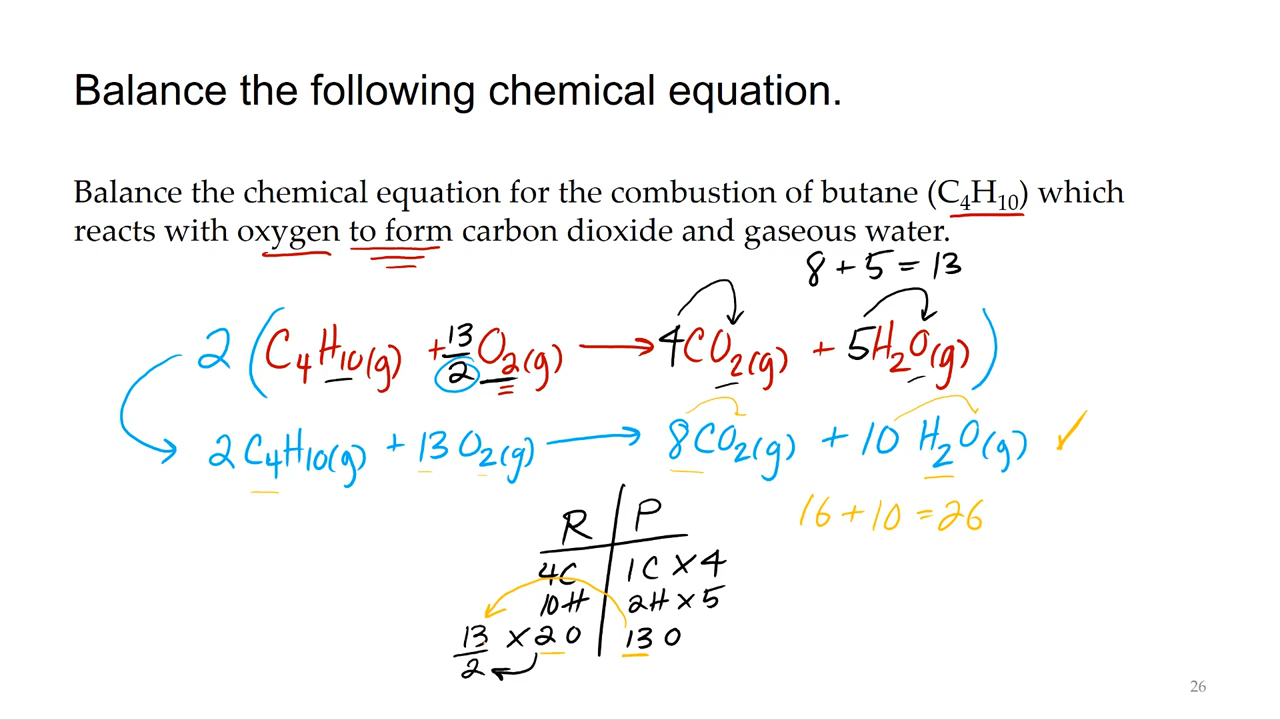 Balance the following chemical equation.
Balance the chemical equation for the combustion of butane (C₄H₁₀) which
reacts with oxygen to form carbon dioxide and gaseous water.
8 + 5 = 13
2 ( C₄H₁₀(g) + 13/2 O₂(g) ⟶ 4CO₂(g) + 5H₂O(g) )
2C₄H₁₀(g) + 13O₂(g) ⟶ 8CO₂(g) + 10 H₂O(g) ✓
16 + 10 = 26
R | P
4C | 1C × 4
10H | 2H × 5
13/2 × 2O | 13 O
26